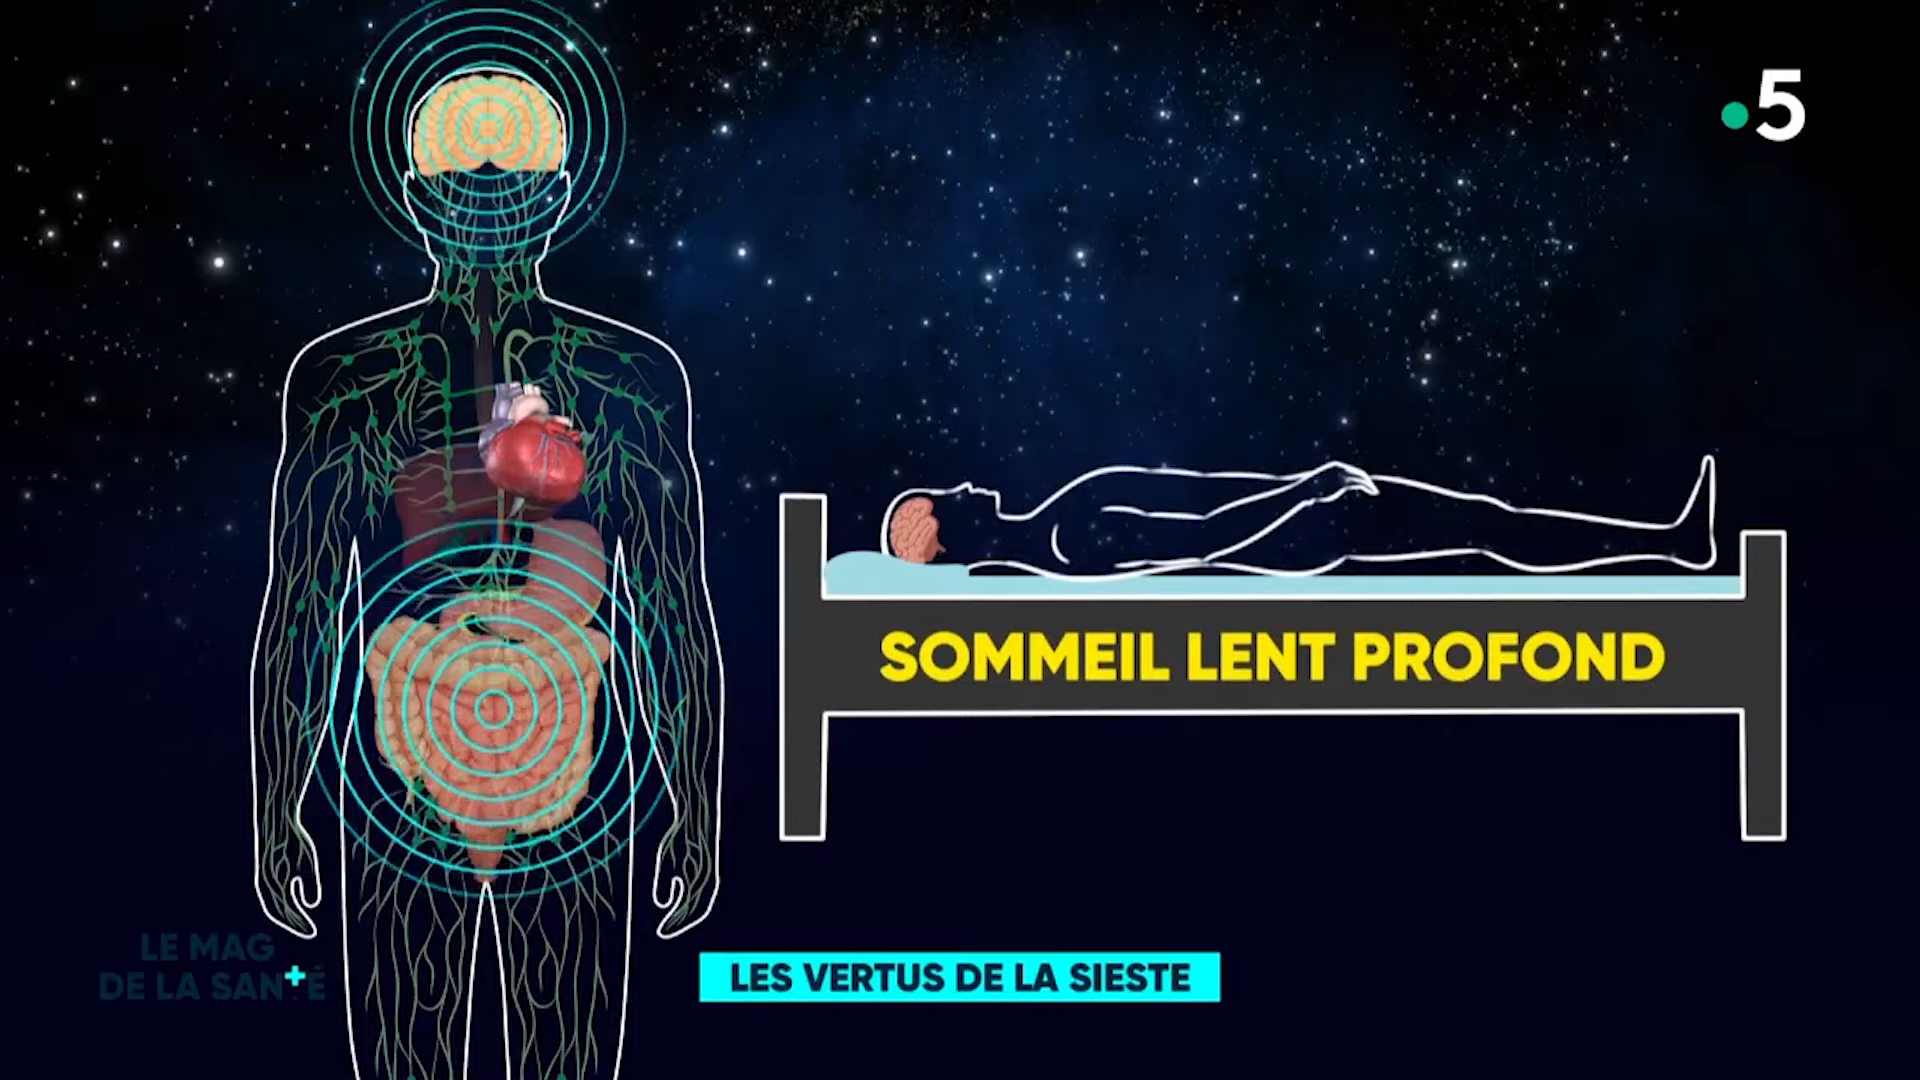 5
SOMMEIL LENT PROFOND
LE MAG
DE LA SANTÉ
LES VERTUS DE LA SIESTE